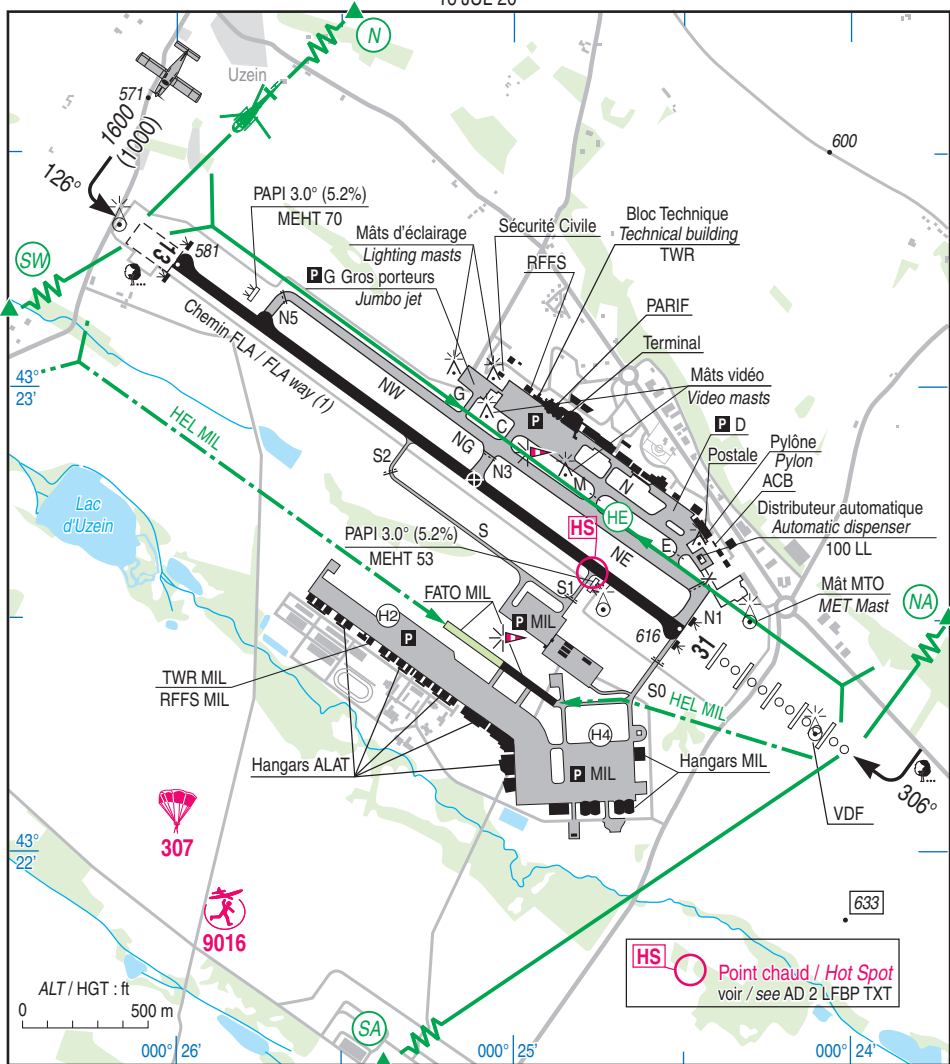 16 JUL 20
N
Uzein
571
1600
(1000)
126°
600
PAPI 3.0° (5.2%)
MEHT 70
Mâts d'éclairage
Lighting masts
Sécurité Civile
Bloc Technique
Technical building
TWR
RFFS
P G Gros porteurs
Jumbo jet
PARIF
Terminal
SW
13
581
N5
Chemin FLA / FLA way (1)
NW
G
P
C
Mâts vidéo
Video masts
43°
23'
HEL MIL
NG
N3
M
N
P D
Postale
Pylône
Pylon
ACB
Distributeur automatique
Automatic dispenser
100 LL
S2
Lac
d'Uzein
S
HS
HE
NE
E
PAPI 3.0° (5.2%)
MEHT 53
S1
FATO MIL
Mât MTO
MET Mast
NA
H2
P
P MIL
616
N1
31
TWR MIL
RFFS MIL
S0
HEL MIL
H4
Hangars ALAT
P MIL
Hangars MIL
306°
VDF
307
43°
22'
9016
633
HS
Point chaud / Hot Spot
voir / see AD 2 LFBP TXT
ALT / HGT : ft
0
500 m
SA
000° 26'
000° 25'
000° 24'